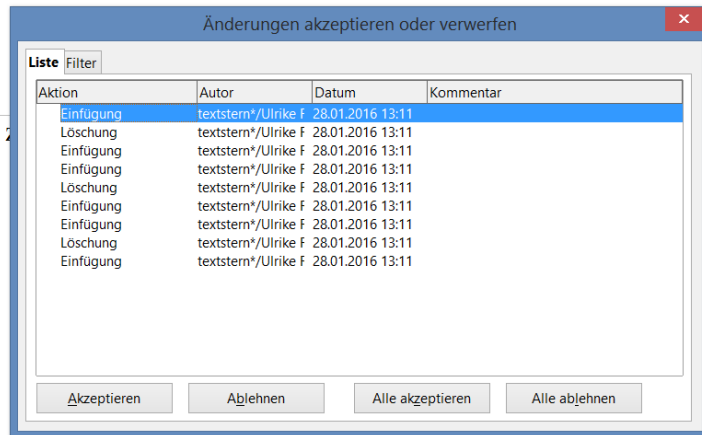 Änderungen akzeptieren oder verwerfen
Liste Filter
Aktion Autor Datum Kommentar
Einfügung textstern*/Ulrike F 28.01.2016 13:11
Löschung textstern*/Ulrike F 28.01.2016 13:11
Einfügung textstern*/Ulrike F 28.01.2016 13:11
Einfügung textstern*/Ulrike F 28.01.2016 13:11
Löschung textstern*/Ulrike F 28.01.2016 13:11
Einfügung textstern*/Ulrike F 28.01.2016 13:11
Einfügung textstern*/Ulrike F 28.01.2016 13:11
Löschung textstern*/Ulrike F 28.01.2016 13:11
Einfügung textstern*/Ulrike F 28.01.2016 13:11
Akzeptieren Ablehnen Alle akzeptieren Alle ablehnen